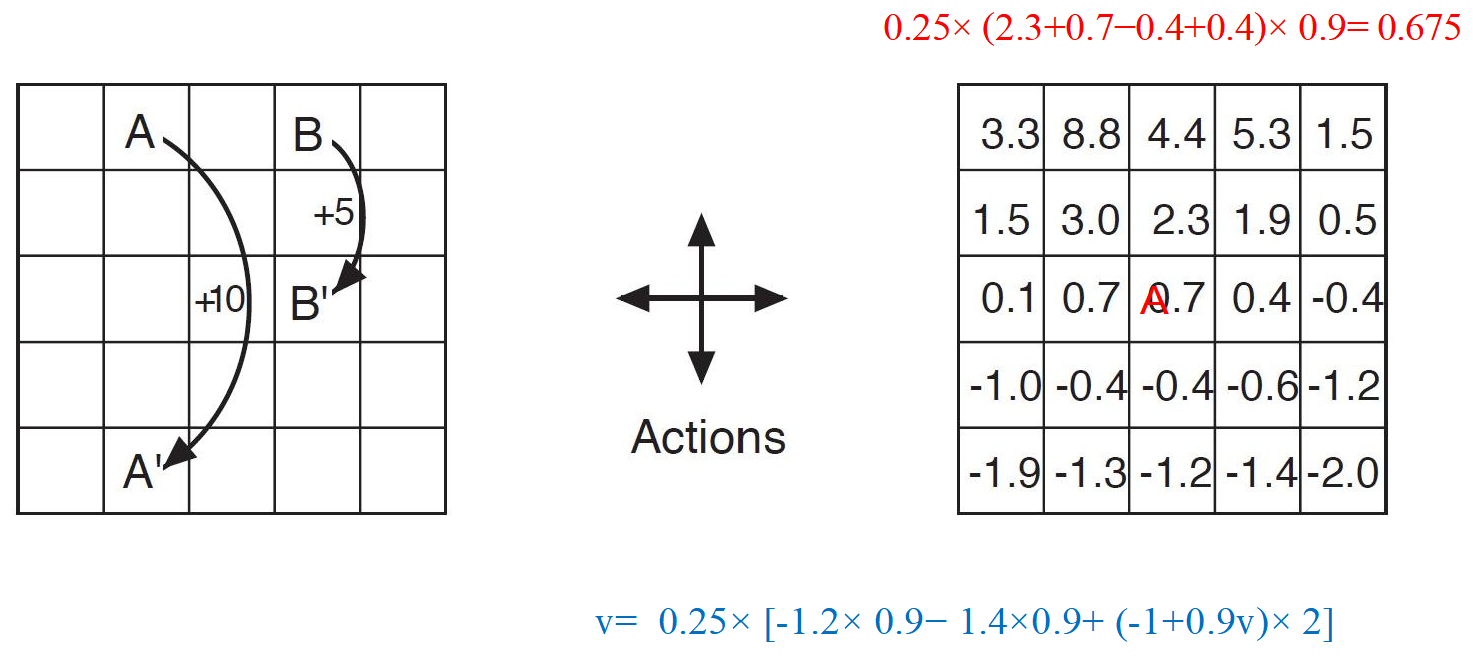 0.25× (2.3+0.7−0.4+0.4)× 0.9= 0.675
A B
+5
+10 B'
A'
Actions
3.3 8.8 4.4 5.3 1.5
1.5 3.0 2.3 1.9 0.5
0.1 0.7 0.7 0.4 -0.4
A
-1.0 -0.4 -0.4 -0.6 -1.2
-1.9 -1.3 -1.2 -1.4 -2.0
v= 0.25× [-1.2× 0.9− 1.4×0.9+ (-1+0.9v)× 2]